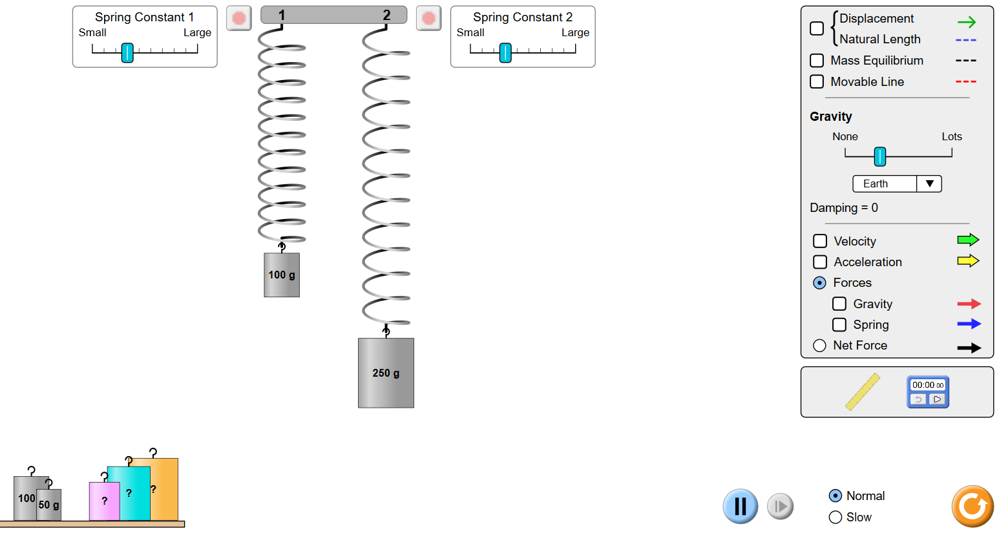 Spring Constant 1
Small Large
1 2
Spring Constant 2
Small Large
100 g
250 g
100
50 g
?
?
?
Displacement
Natural Length
Mass Equilibrium
Movable Line
Gravity
None Lots
Earth
Damping = 0
Velocity
Acceleration
Forces
Gravity
Spring
Net Force
00:00.00
Normal
Slow